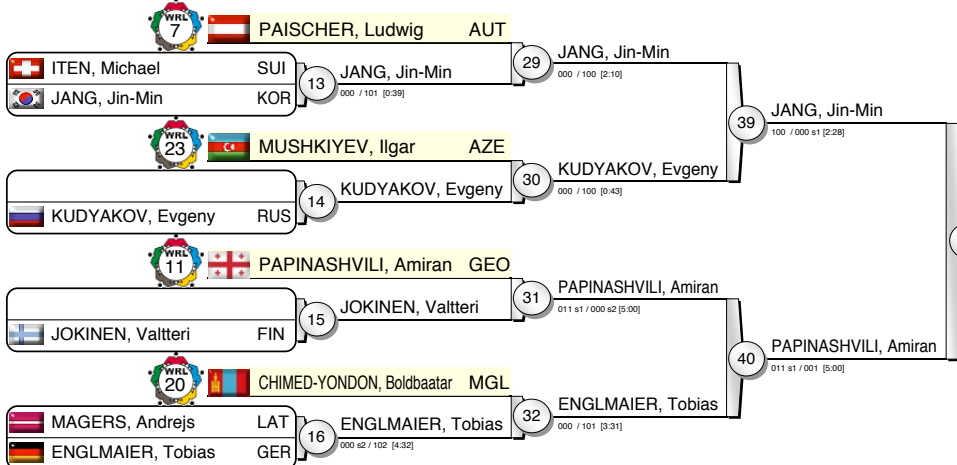 WRL
7
PAISCHER, Ludwig AUT
ITEN, Michael SUI
JANG, Jin-Min KOR
13
JANG, Jin-Min
000 / 101 [0:39]
29
JANG, Jin-Min
000 / 100 [2:10]
WRL
23
MUSHKIYEV, Ilgar AZE
KUDYAKOV, Evgeny RUS
14
KUDYAKOV, Evgeny
30
KUDYAKOV, Evgeny
000 / 100 [0:43]
39
JANG, Jin-Min
100 / 000 s1 [2:28]
WRL
11
PAPINASHVILI, Amiran GEO
JOKINEN, Valtteri FIN
15
JOKINEN, Valtteri
31
PAPINASHVILI, Amiran
011 s1 / 000 s2 [5:00]
WRL
20
CHIMED-YONDON, Boldbaatar MGL
MAGERS, Andrejs LAT
ENGLMAIER, Tobias GER
16
ENGLMAIER, Tobias
000 s2 / 102 [4:32]
32
ENGLMAIER, Tobias
000 / 101 [3:31]
40
PAPINASHVILI, Amiran
011 s1 / 001 [5:00]